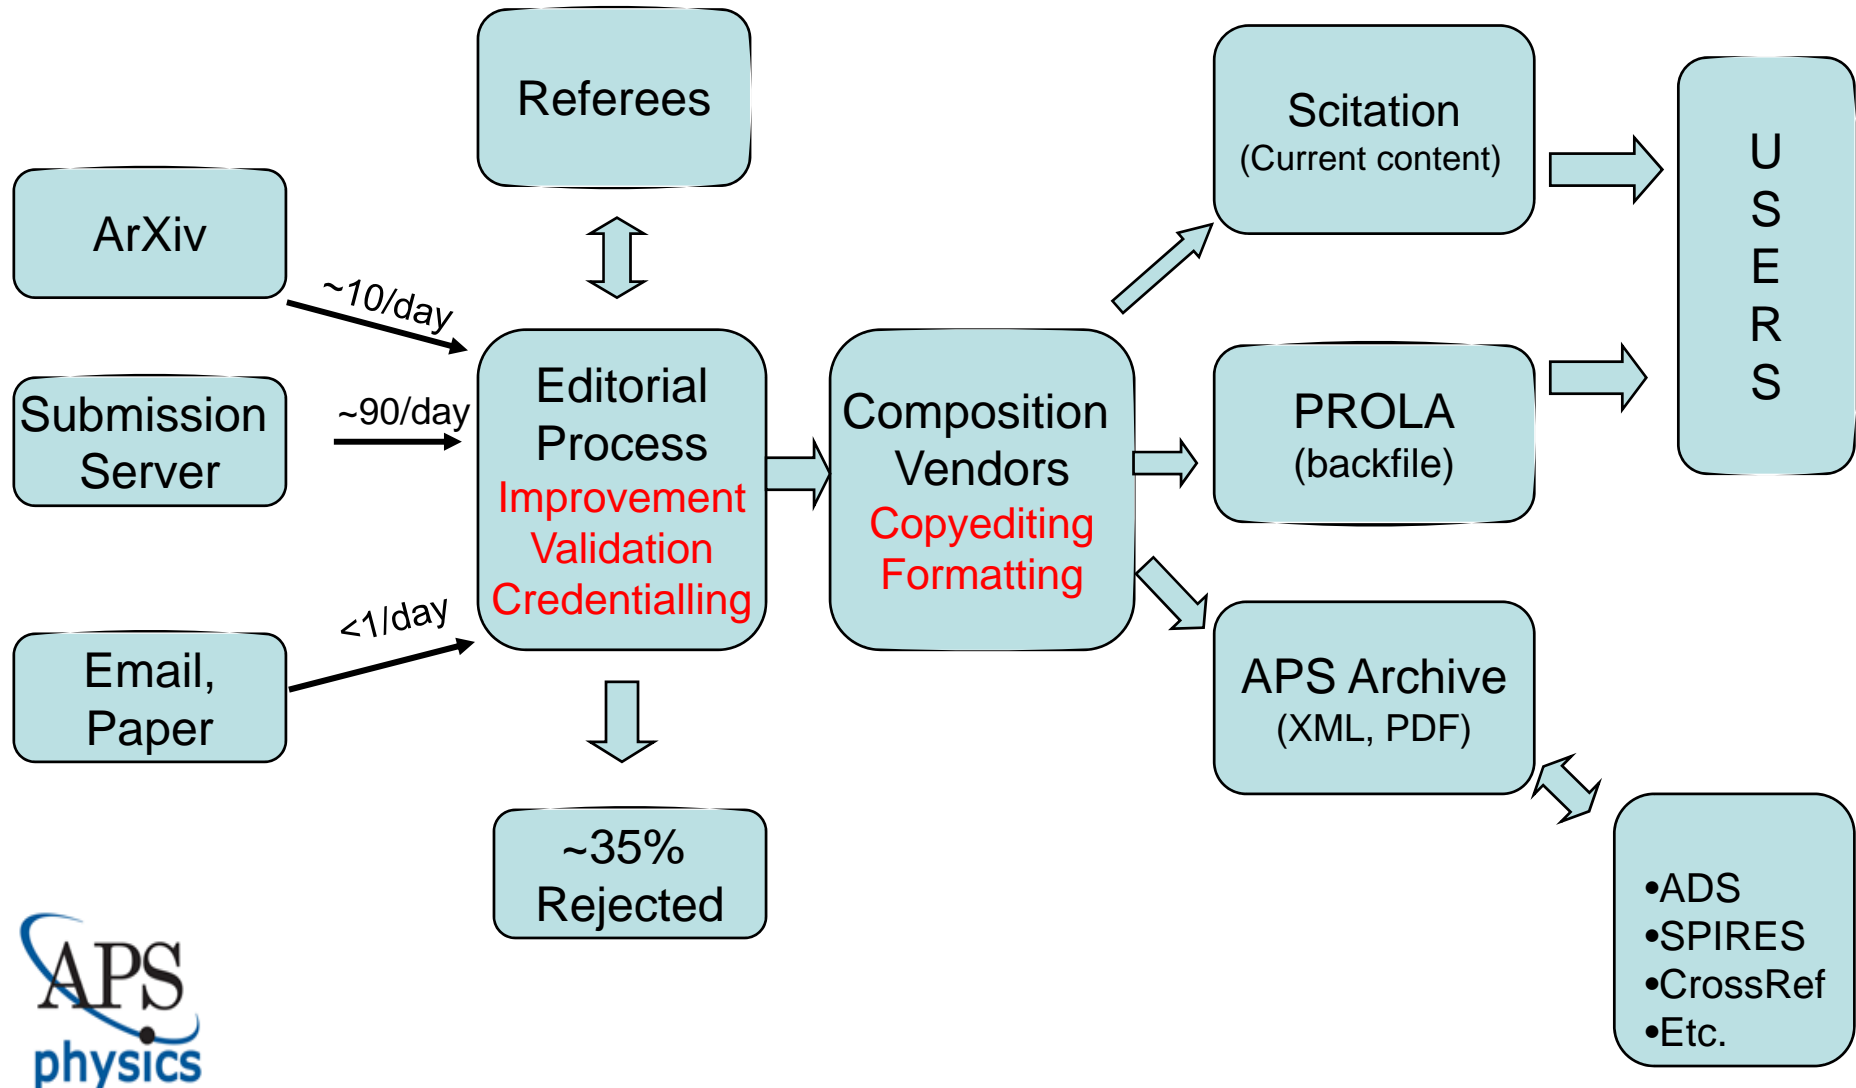 Referees
Scitation
(Current content)
U
S
E
R
S
ArXiv
~10/day
Submission
Server
~90/day
Editorial
Process
Improvement
Validation
Credentialling
Composition
Vendors
Copyediting
Formatting
PROLA
(backfile)
Email,
Paper
<1/day
APS Archive
(XML, PDF)
~35%
Rejected
•ADS
•SPIRES
•CrossRef
•Etc.
APS
physics